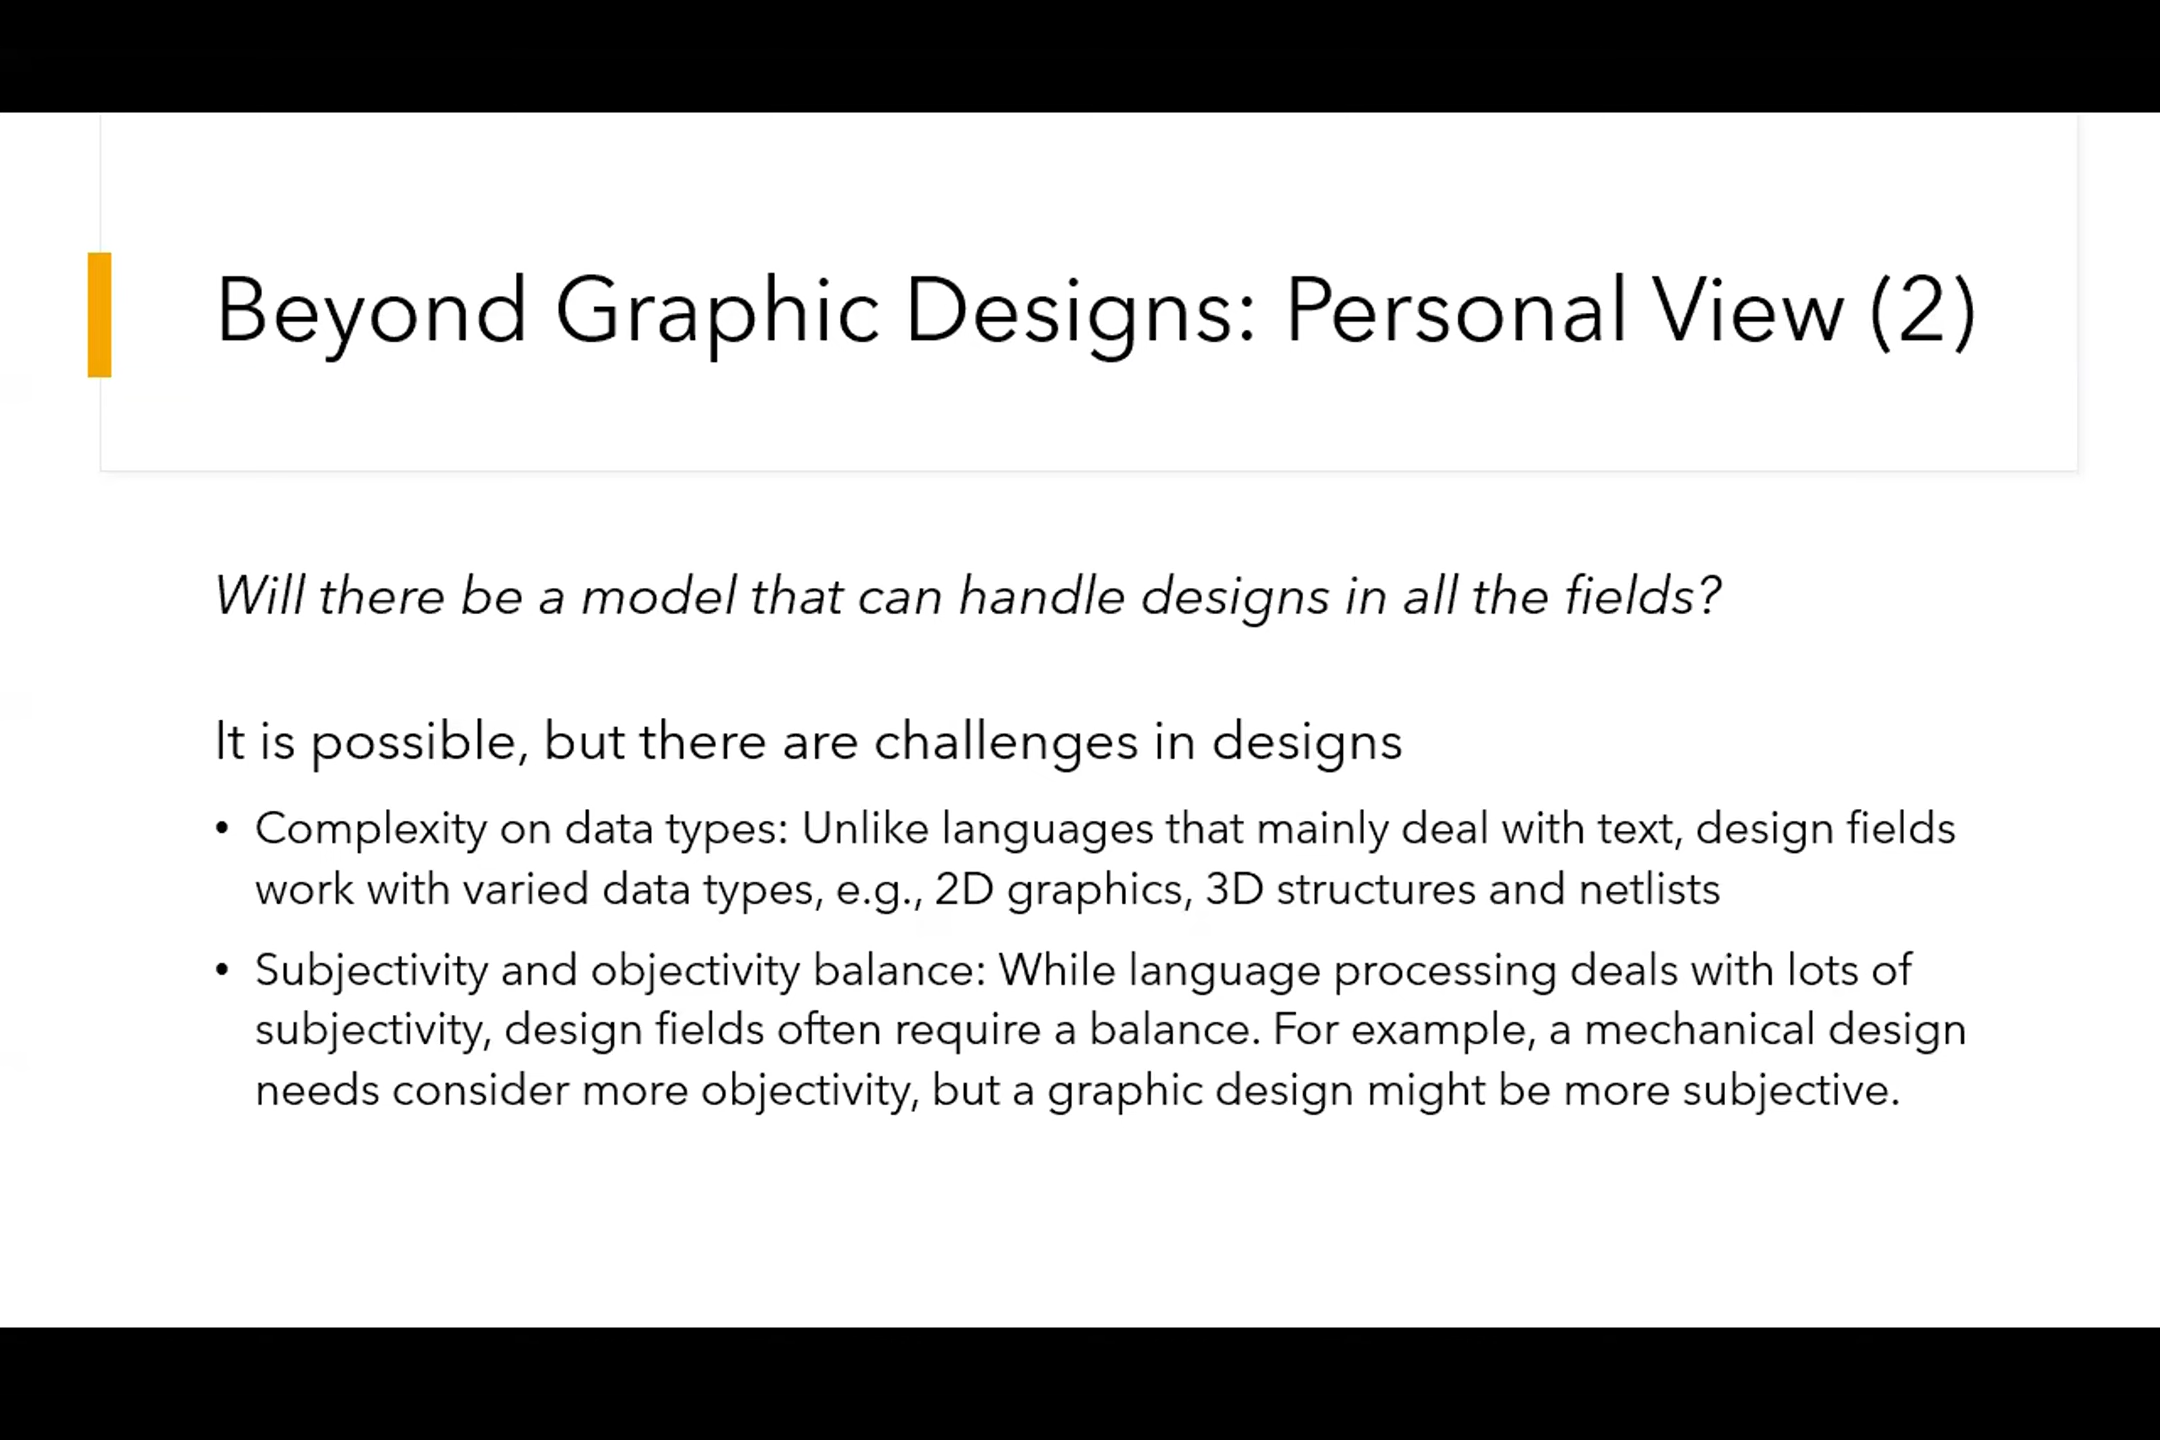 Beyond Graphic Designs: Personal View (2)
Will there be a model that can handle designs in all the fields?
It is possible, but there are challenges in designs
• Complexity on data types: Unlike languages that mainly deal with text, design fields
work with varied data types, e.g., 2D graphics, 3D structures and netlists
• Subjectivity and objectivity balance: While language processing deals with lots of
subjectivity, design fields often require a balance. For example, a mechanical design
needs consider more objectivity, but a graphic design might be more subjective.